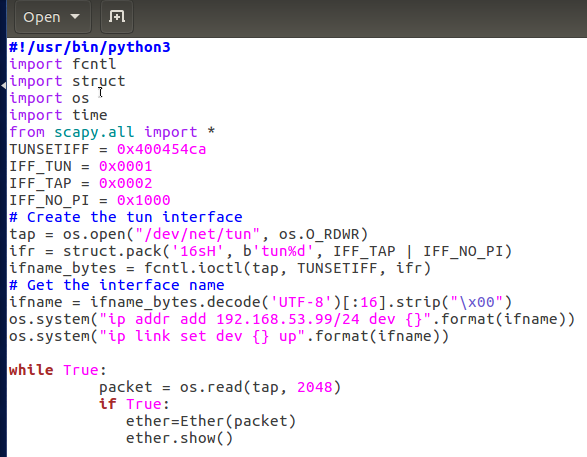 Open
#!/usr/bin/python3
import fcntl
import struct
import os
import time
from scapy.all import *
TUNSETIFF = 0x400454ca
IFF_TUN = 0x0001
IFF_TAP = 0x0002
IFF_NO_PI = 0x1000
# Create the tun interface
tap = os.open("/dev/net/tun", os.O_RDWR)
ifr = struct.pack('16sH', b'tun%d', IFF_TAP | IFF_NO_PI)
ifname_bytes = fcntl.ioctl(tap, TUNSETIFF, ifr)
# Get the interface name
ifname = ifname_bytes.decode('UTF-8')[:16].strip("\x00")
os.system("ip addr add 192.168.53.99/24 dev {}".format(ifname))
os.system("ip link set dev {} up".format(ifname))
while True:
          packet = os.read(tap, 2048)
          if True:
             ether=Ether(packet)
             ether.show()